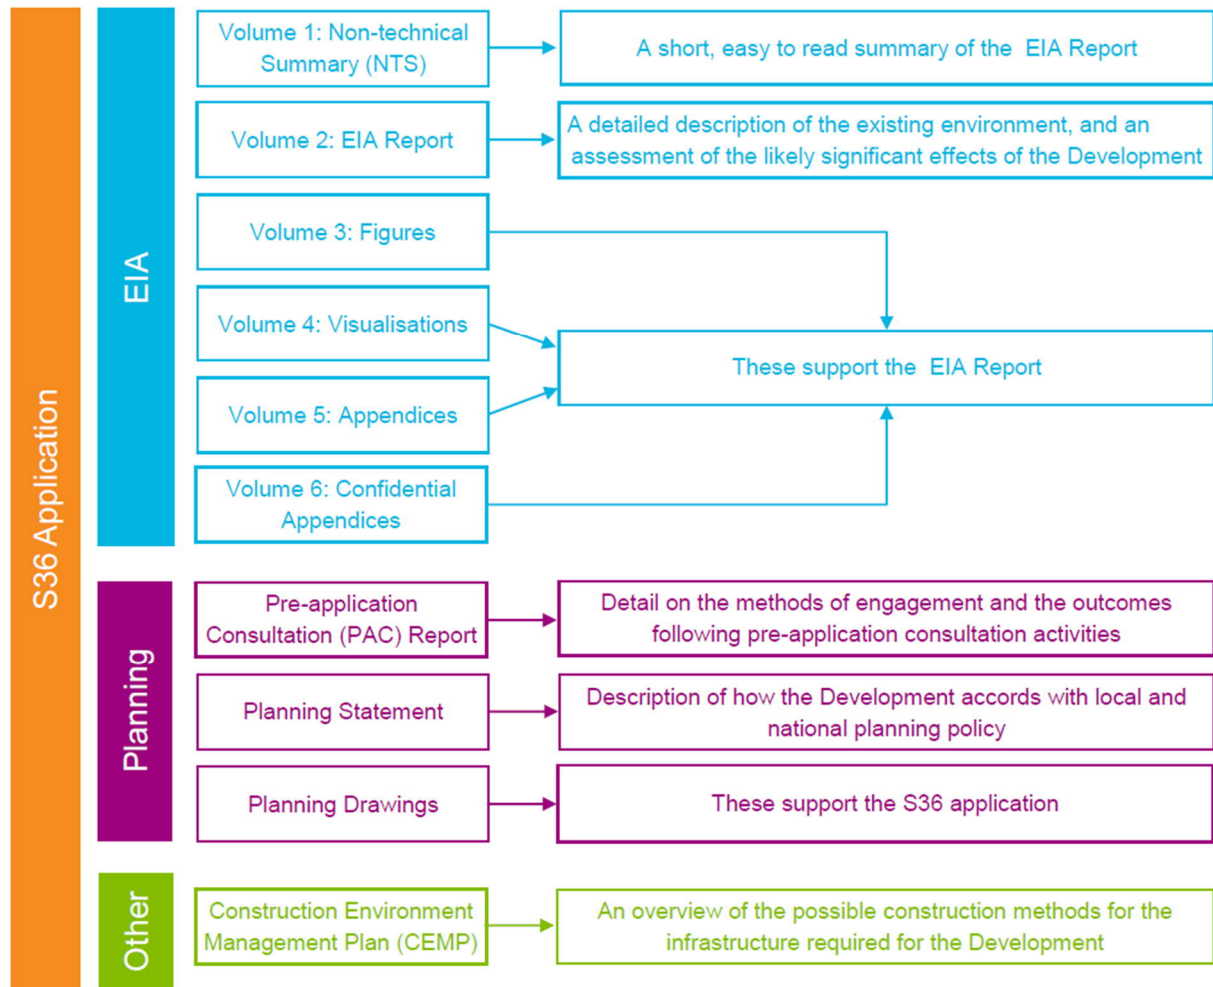 S36 Application
EIA
Volume 1: Non-technical
Summary (NTS)
A short, easy to read summary of the EIA Report
Volume 2: EIA Report
A detailed description of the existing environment, and an
assessment of the likely significant effects of the Development
Volume 3: Figures
Volume 4: Visualisations
Volume 5: Appendices
Volume 6: Confidential
Appendices
These support the EIA Report
Planning
Pre-application
Consultation (PAC) Report
Detail on the methods of engagement and the outcomes
following pre-application consultation activities
Planning Statement
Description of how the Development accords with local and
national planning policy
Planning Drawings
These support the S36 application
Other
Construction Environment
Management Plan (CEMP)
An overview of the possible construction methods for the
infrastructure required for the Development